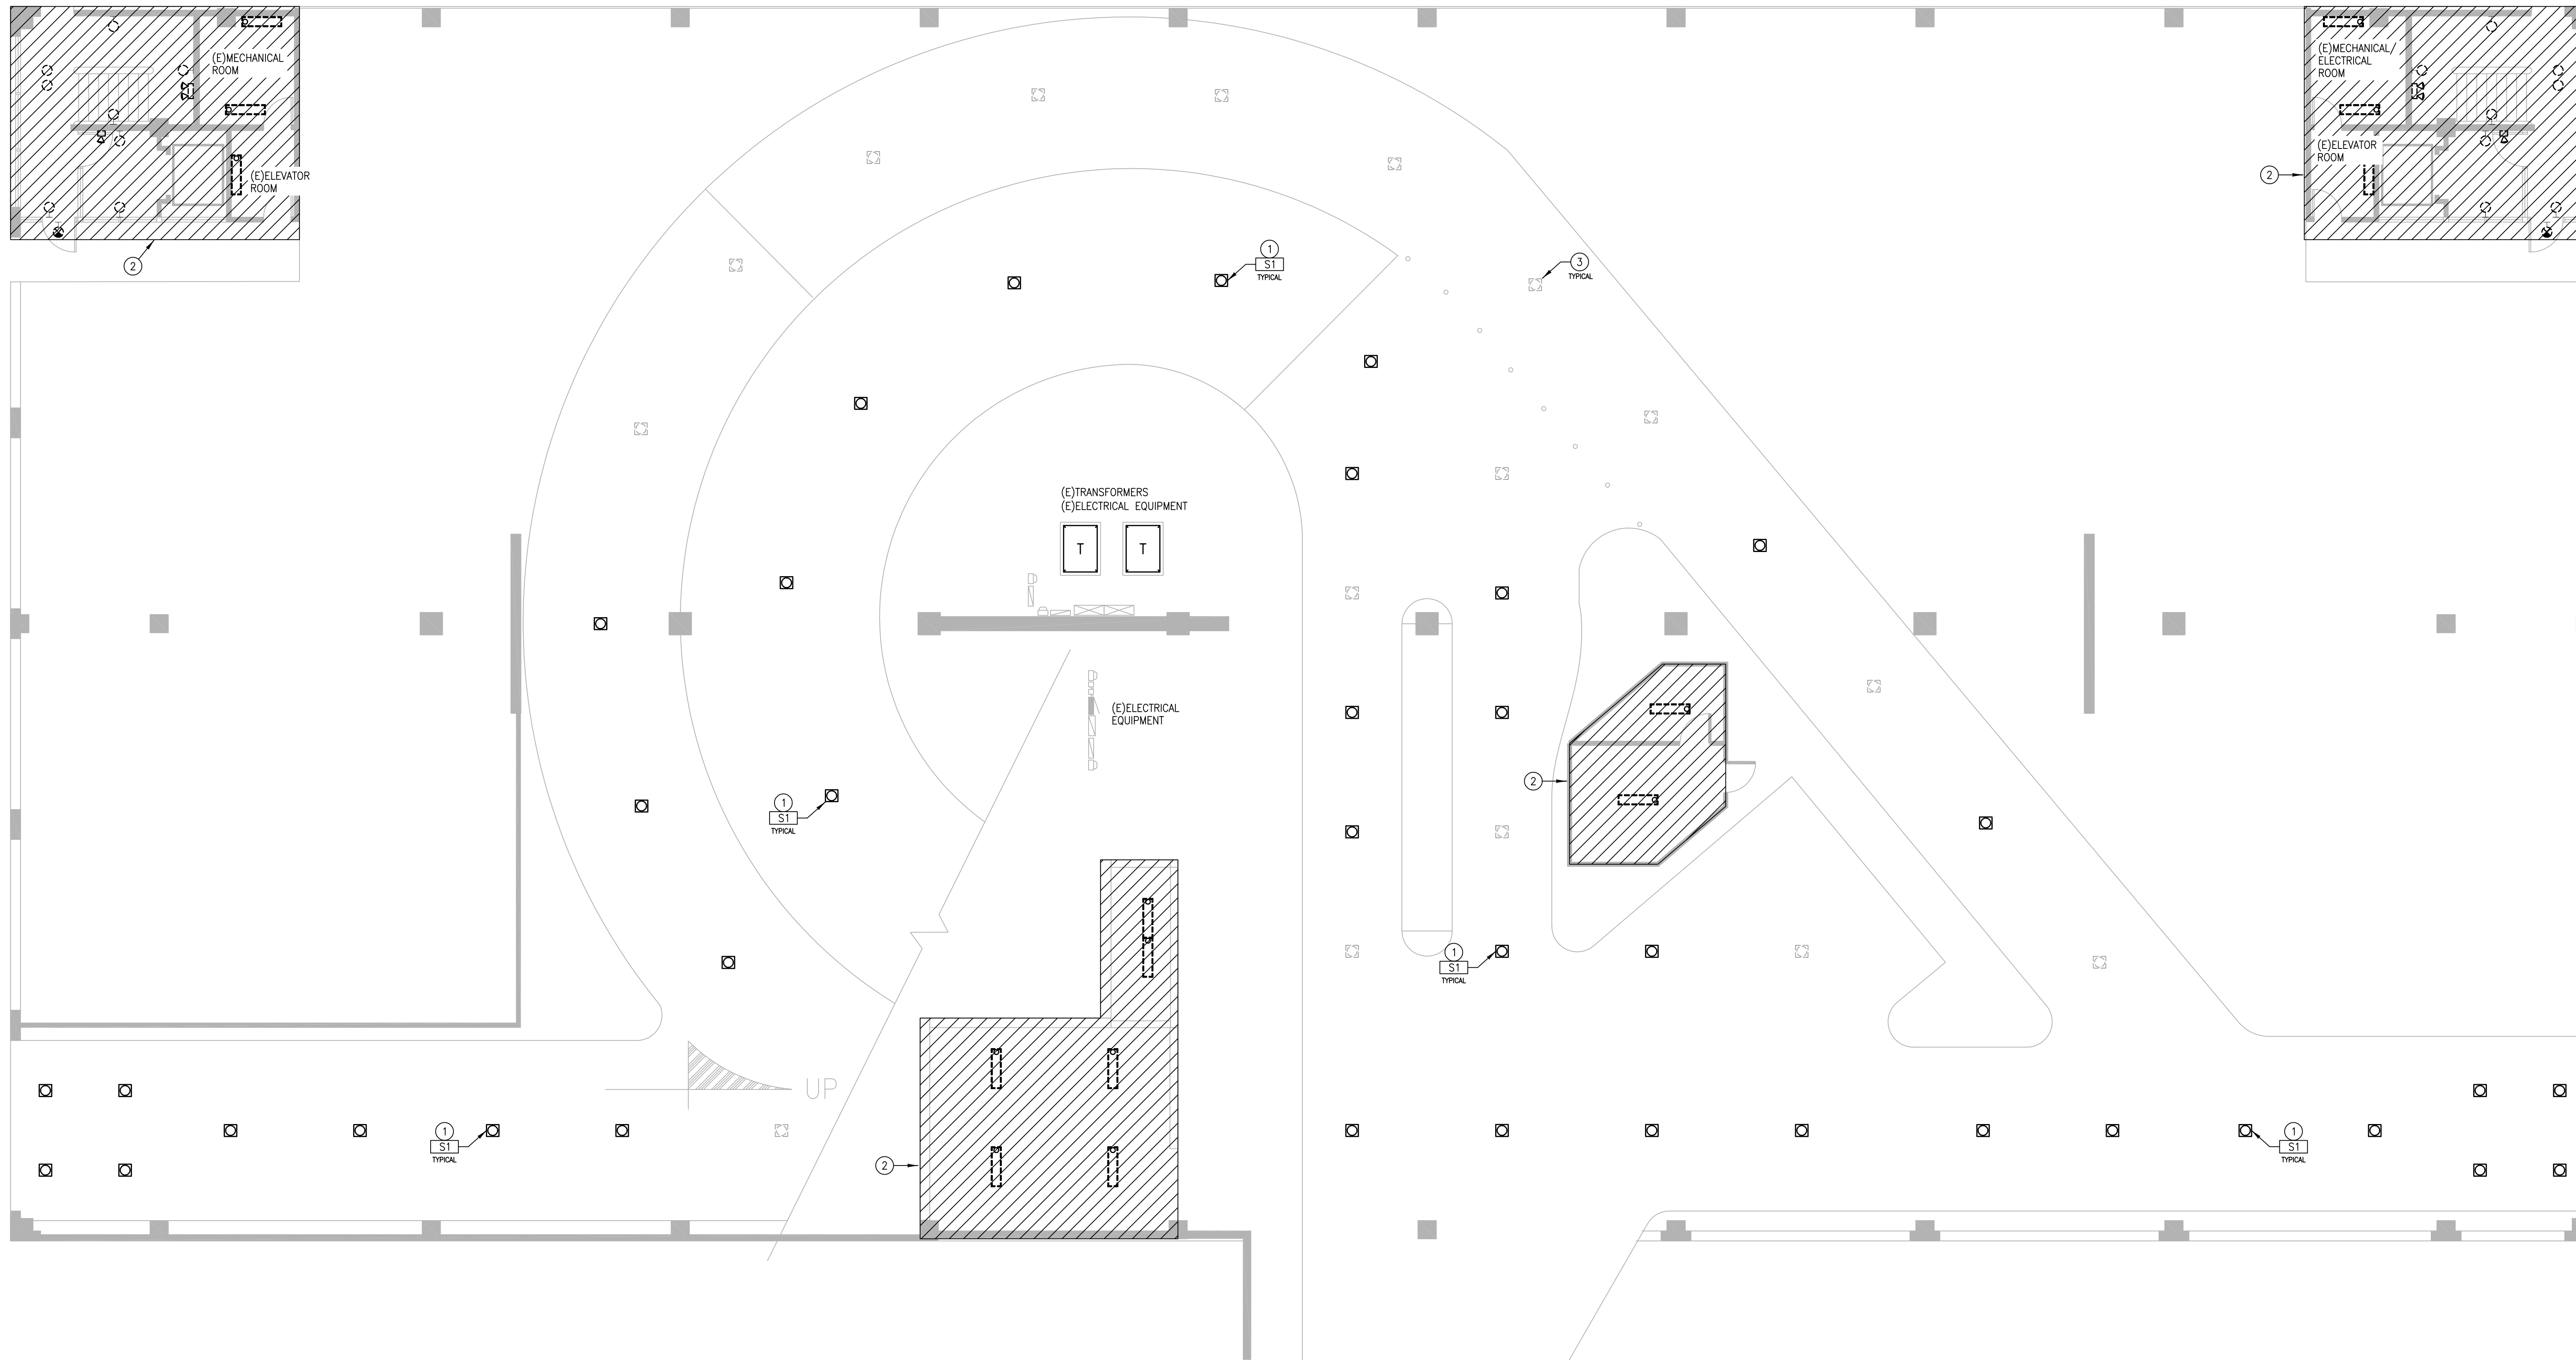 (E)MECHANICAL
ROOM
(E)ELEVATOR
ROOM
2
(E)MECHANICAL/
ELECTRICAL
ROOM
(E)ELEVATOR
ROOM
2
1
S1
TYPICAL
3
TYPICAL
(E)TRANSFORMERS
(E)ELECTRICAL EQUIPMENT
T T
(E)ELECTRICAL
EQUIPMENT
2
1
S1
TYPICAL
1
S1
TYPICAL
UP
1
S1
TYPICAL
2
1
S1
TYPICAL